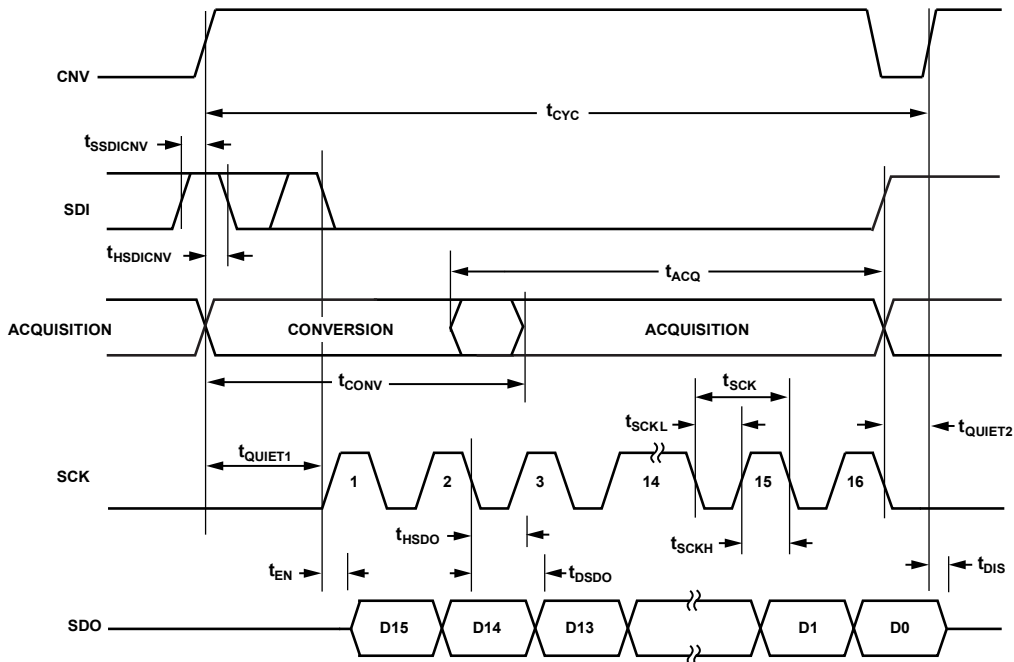 CNV
tCYC
tSSDICNV
SDI
tHSDICNV
tACQ
ACQUISITION
CONVERSION
ACQUISITION
tCONV
tSCK
tSCKL
tQUIET2
tQUIET1
SCK
1
2
3
14
15
16
tHSDO
tSCKH
tEN
tDSDO
tDIS
SDO
D15
D14
D13
D1
D0